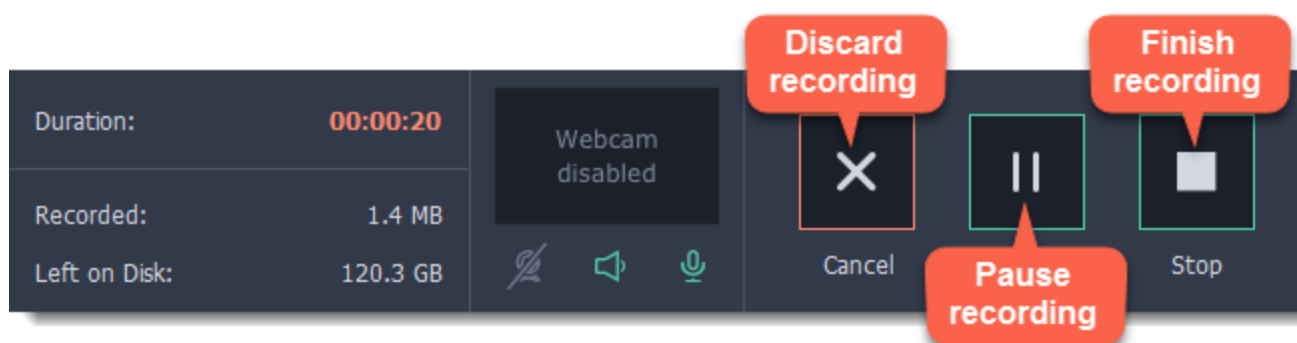 Discard
recording
Finish
recording
Duration: 00:00:20
Webcam
disabled
Recorded: 1.4 MB
Left on Disk: 120.3 GB
Cancel
Pause
recording
Stop